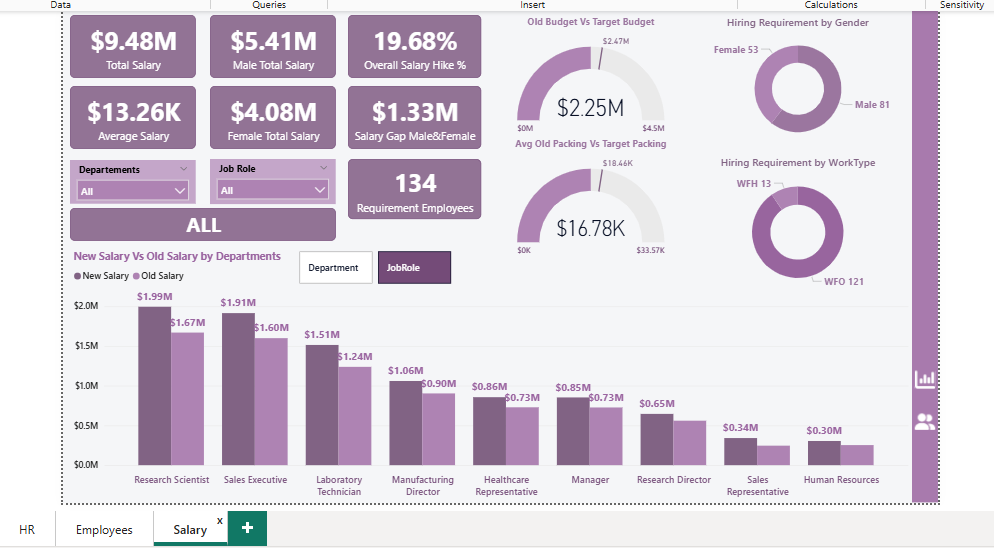 Data
Queries
Insert
Calculations
Sensitivity
$9.48M
Total Salary
$5.41M
Male Total Salary
19.68%
Overall Salary Hike %
$13.26K
Average Salary
$4.08M
Female Total Salary
$1.33M
Salary Gap Male&Female
Departements
All
Job Role
All
134
Requirement Employees
ALL
Old Budget Vs Target Budget
$2.47M
$2.25M
$0M
$4.5M
Avg Old Packing Vs Target Packing
$18.46K
$16.78K
$0K
$33.57K
Hiring Requirement by Gender
Female 53
Male 81
Hiring Requirement by WorkType
WFH 13
WFO 121
New Salary Vs Old Salary by Departments
New Salary
Old Salary
Department
JobRole
$2.0M
$1.5M
$1.0M
$0.5M
$0.0M
$1.99M
$1.67M
$1.91M
$1.60M
$1.51M
$1.24M
$1.06M
$0.90M
$0.86M
$0.73M
$0.85M
$0.73M
$0.65M
$0.34M
$0.30M
Research Scientist
Sales Executive
Laboratory
Technician
Manufacturing
Director
Healthcare
Representative
Manager
Research Director
Sales
Representative
Human Resources
HR
Employees
Salary
x
+